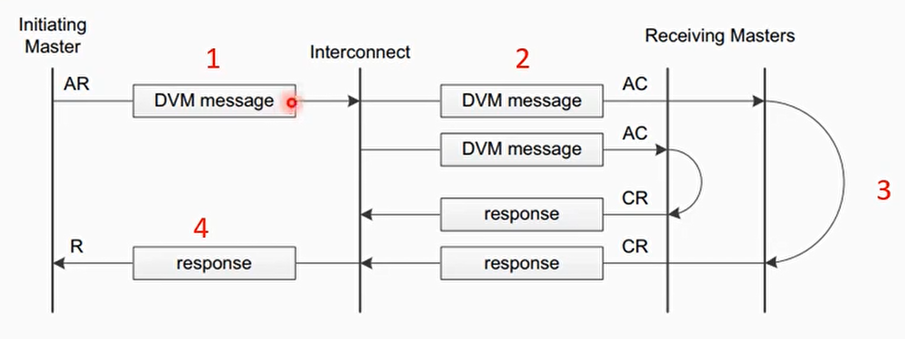 Initiating
Master
1
Interconnect
2
Receiving Masters
AR
DVM message
DVM message
AC
DVM message
AC
3
response
CR
4
R
response
response
CR